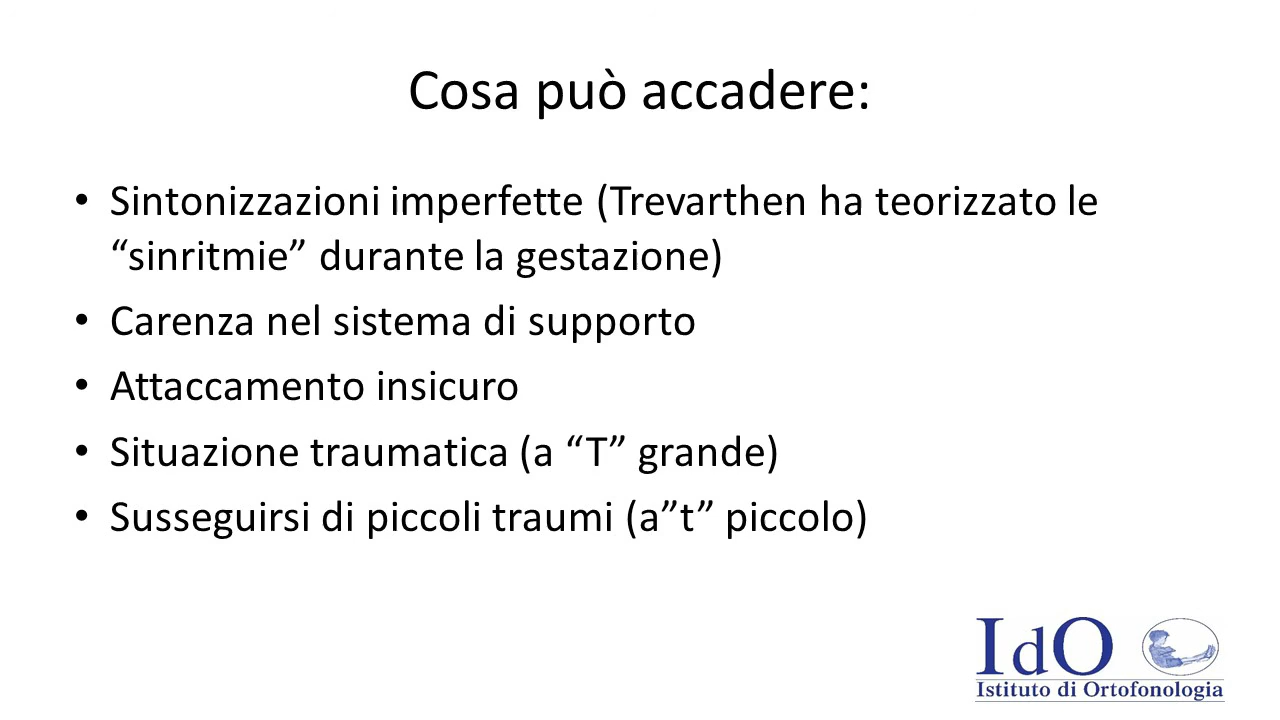 Cosa può accadere:
• Sintonizzazioni imperfette (Trevarthen ha teorizzato le
“sinritmie” durante la gestazione)
• Carenza nel sistema di supporto
• Attaccamento insicuro
• Situazione traumatica (a “T” grande)
• Susseguirsi di piccoli traumi (a”t” piccolo)
IdO
Istituto di Ortofonologia